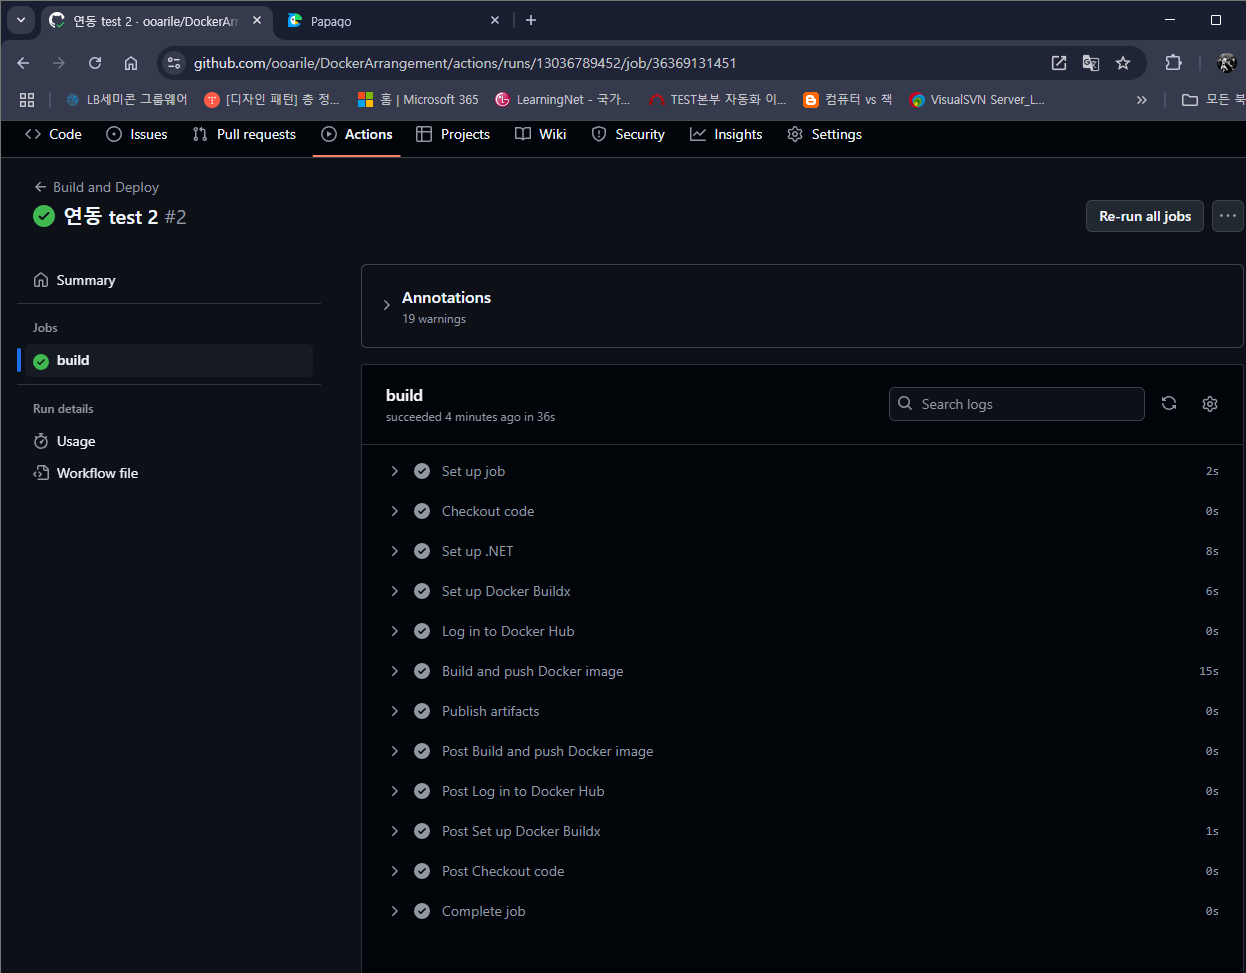 연동 test 2 · ooarile/DockerArr
Papago
github.com/ooarile/DockerArrangement/actions/runs/13036789452/job/36369131451
LB세미콘 그룹웨어
[디자인 패턴] 총 정...
홈 | Microsoft 365
LearningNet - 국가...
TEST본부 자동화 이...
컴퓨터 vs 책
VisualSVN Server_L...
모든 북
Code
Issues
Pull requests
Actions
Projects
Wiki
Security
Insights
Settings
Build and Deploy
연동 test 2 #2
Re-run all jobs
Summary
Jobs
build
Run details
Usage
Workflow file
Annotations
19 warnings
build
succeeded 4 minutes ago in 36s
Search logs
Set up job 2s
Checkout code 0s
Set up .NET 8s
Set up Docker Buildx 6s
Log in to Docker Hub 0s
Build and push Docker image 15s
Publish artifacts 0s
Post Build and push Docker image 0s
Post Log in to Docker Hub 0s
Post Set up Docker Buildx 1s
Post Checkout code 0s
Complete job 0s